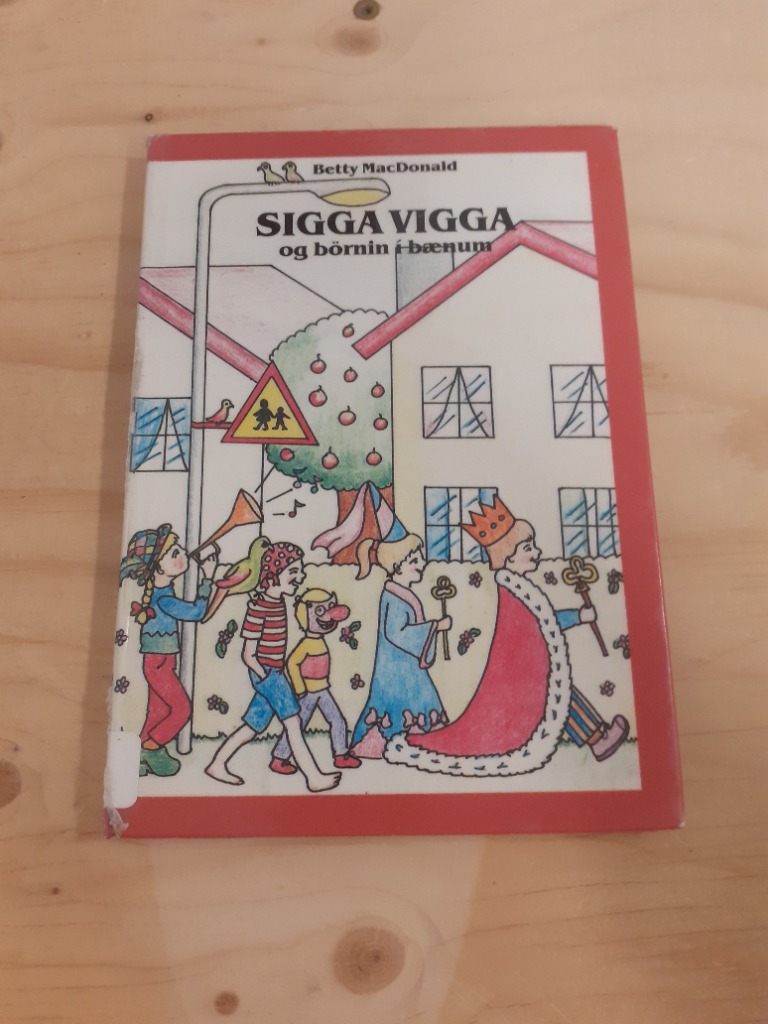 Betty MacDonald
SIGGA VIGGA
og börnin í bænum